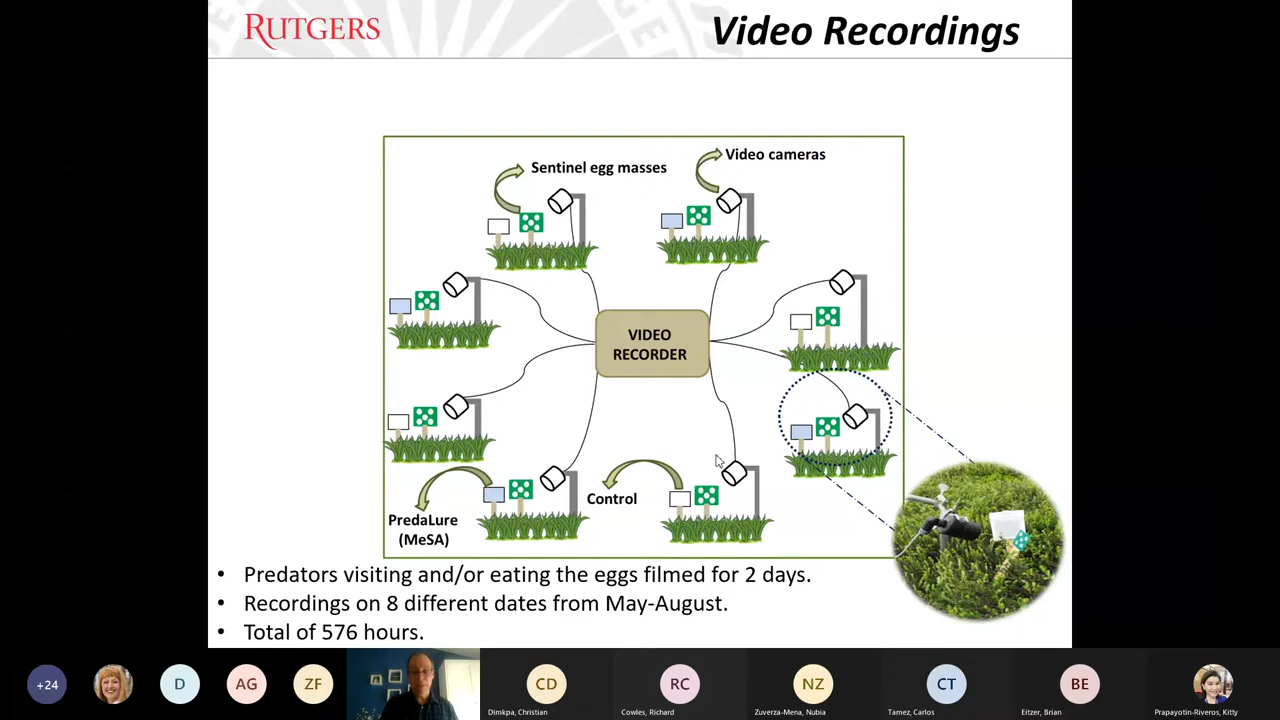 RUTGERS
Video Recordings
Sentinel egg masses
Video cameras
VIDEO
RECORDER
PredaLure
(MeSA)
Control
• Predators visiting and/or eating the eggs filmed for 2 days.
• Recordings on 8 different dates from May-August.
• Total of 576 hours.
+24
D
AG
ZF
CD
RC
NZ
CT
BE
Dimkpa, Christian
Cowles, Richard
Zuverza-Mena, Nubia
Tamez, Carlos
Eitzer, Brian
Prapayotin-Riveros, Kitty